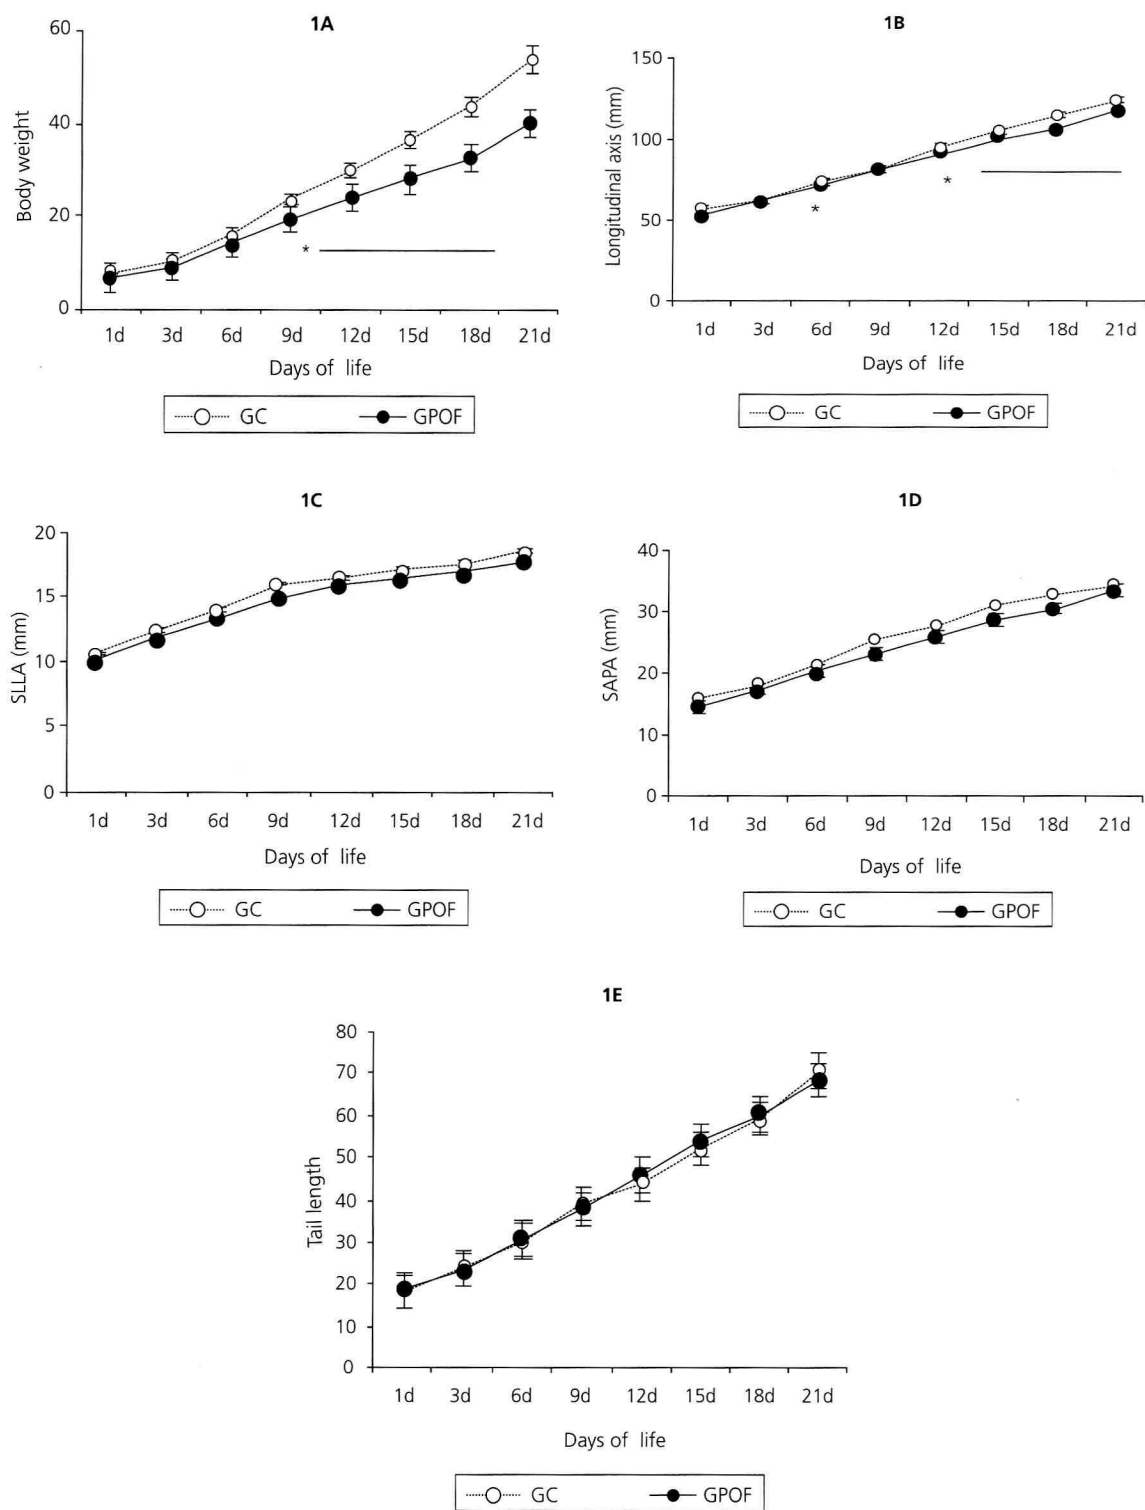 1A
60
40
20
0
Body weight
*
1d 3d 6d 9d 12d 15d 18d 21d
Days of life
GC GPOF
1B
150
100
50
0
Longitudinal axis (mm)
*
*
1d 3d 6d 9d 12d 15d 18d 21d
Days of life
GC GPOF
1C
20
15
10
5
0
SLLA (mm)
1d 3d 6d 9d 12d 15d 18d 21d
Days of life
GC GPOF
1D
40
30
20
10
0
SAPA (mm)
1d 3d 6d 9d 12d 15d 18d 21d
Days of life
GC GPOF
1E
80
70
60
50
40
30
20
10
0
Tail length
1d 3d 6d 9d 12d 15d 18d 21d
Days of life
GC GPOF